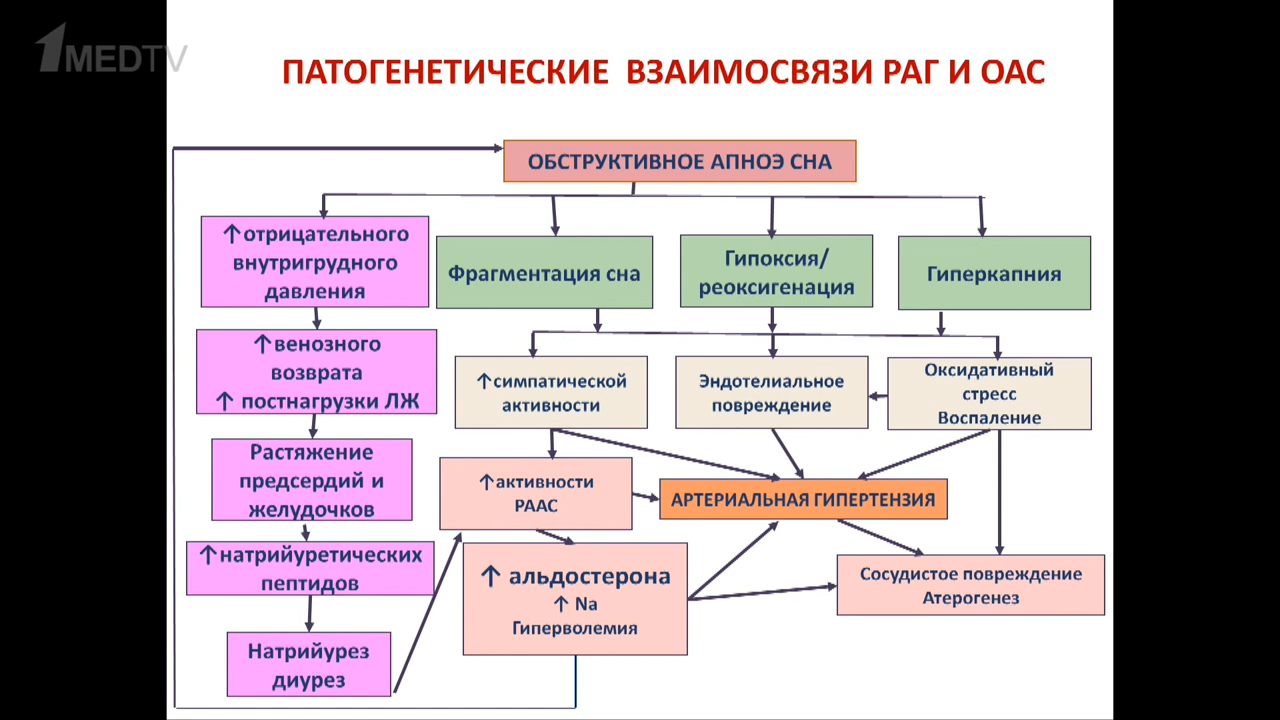 1MEDTV
ПАТОГЕНЕТИЧЕСКИЕ ВЗАИМОСВЯЗИ РАГ И ОАС
ОБСТРУКТИВНОЕ АПНОЭ СНА
↑отрицательного
внутригрудного
давления
Фрагментация сна
Гипоксия/
реоксигенация
Гиперкапния
↑венозного
возврата
↑ постнагрузки ЛЖ
↑симпатической
активности
Эндотелиальное
повреждение
Оксидативный
стресс
Воспаление
Растяжение
предсердий и
желудочков
↑активности
РААС
АРТЕРИАЛЬНАЯ ГИПЕРТЕНЗИЯ
↑натрийуретических
пептидов
↑ альдостерона
↑ Na
Гиперволемия
Сосудистое повреждение
Атерогенез
Натрийурез
диурез